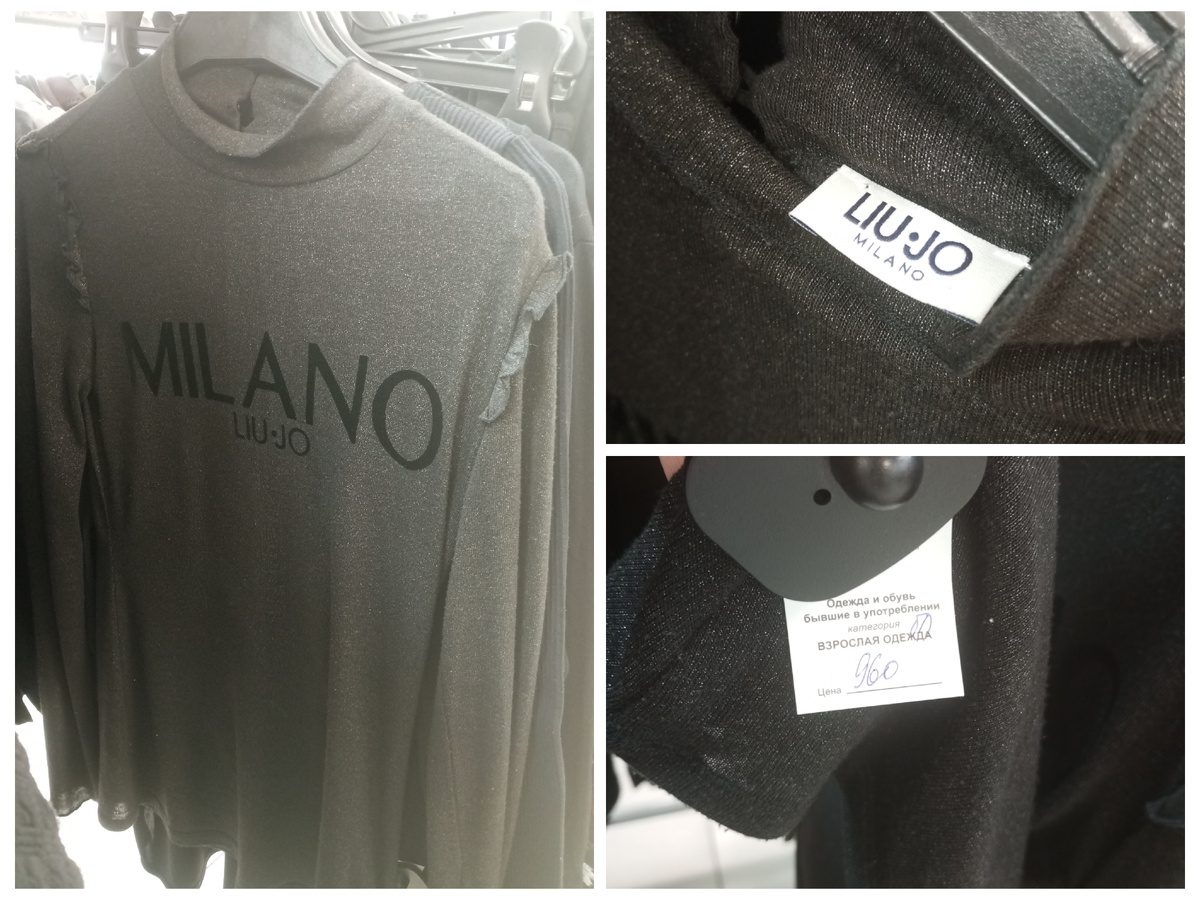 MILANO
LIU·JO
LIU·JO
MILANO
Одежда и обувь
бывшие в употреблении
категория
ВЗРОСЛАЯ ОДЕЖДА
Цена 960